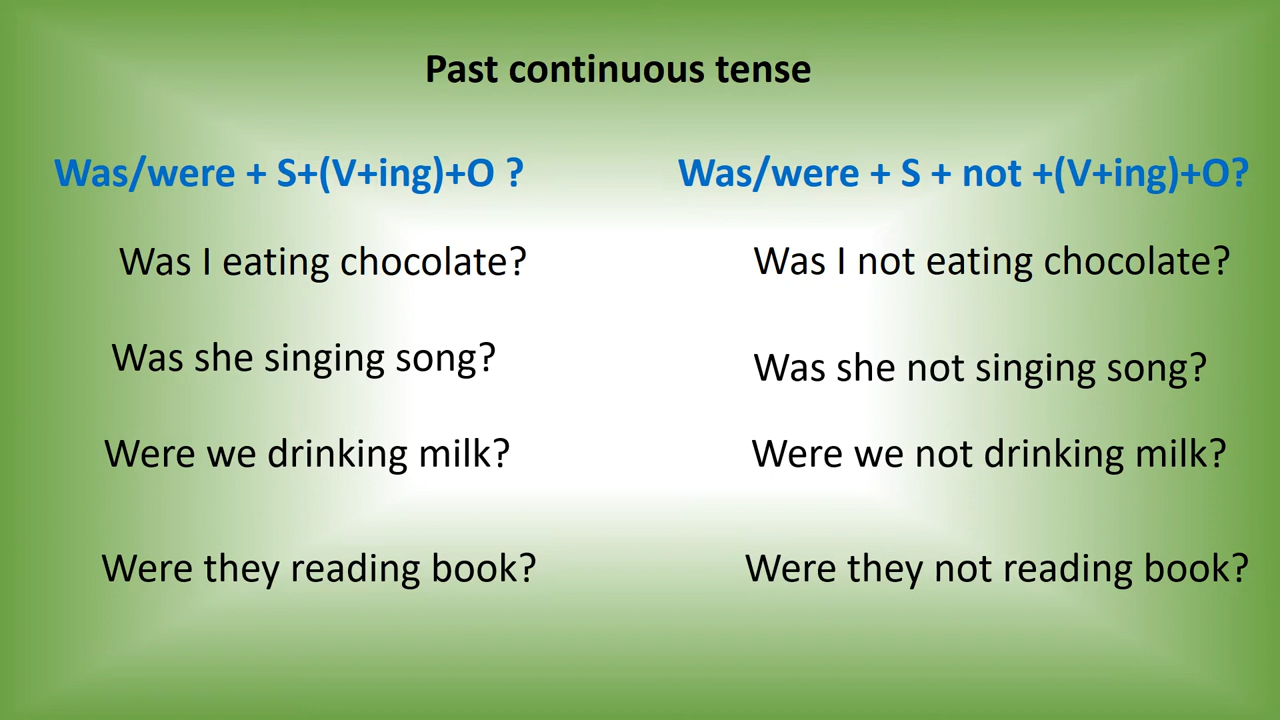 Past continuous tense
Was/were + S+(V+ing)+O ?
Was I eating chocolate?
Was she singing song?
Were we drinking milk?
Were they reading book?
Was/were + S + not +(V+ing)+O?
Was I not eating chocolate?
Was she not singing song?
Were we not drinking milk?
Were they not reading book?